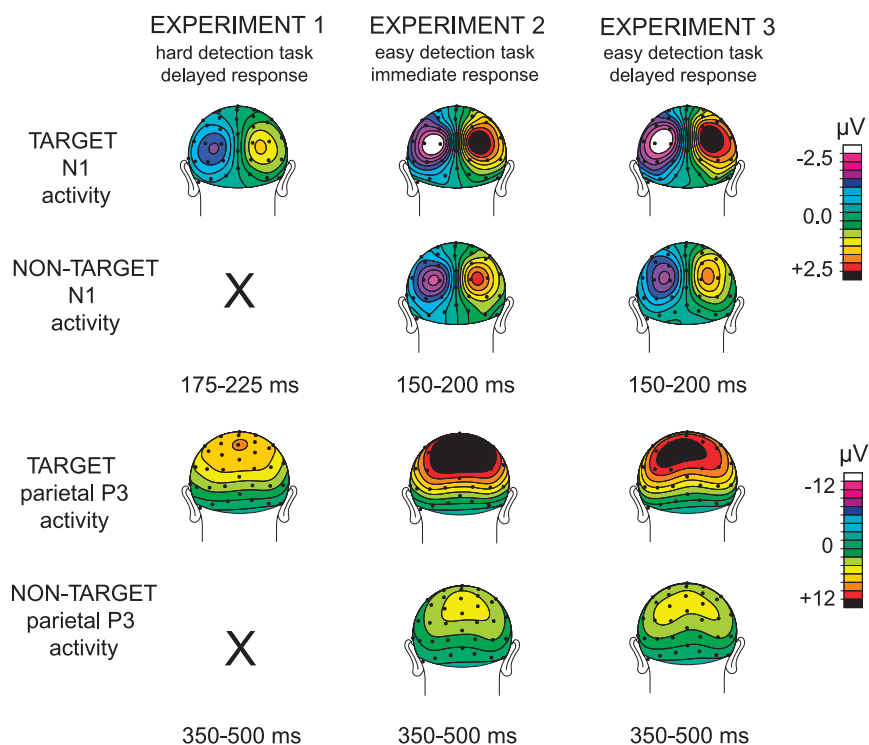 EXPERIMENT 1
hard detection task
delayed response
EXPERIMENT 2
easy detection task
immediate response
EXPERIMENT 3
easy detection task
delayed response
TARGET
N1
activity
µV
-2.5
0.0
+2.5
NON-TARGET
N1
activity
X
175-225 ms
150-200 ms
150-200 ms
TARGET
parietal P3
activity
µV
-12
0
+12
NON-TARGET
parietal P3
activity
X
350-500 ms
350-500 ms
350-500 ms